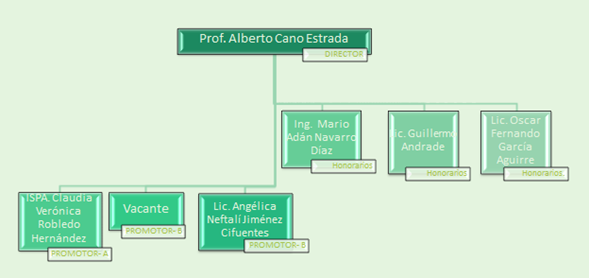 Prof. Alberto Cano Estrada
DIRECTOR
Ing. Mario
Adán Navarro
Díaz
Honorarios
Lic. Guillermo
Andrade
Honorarios
Lic. Oscar
Fernando
García
Aguirre
Honorarios
ISPA. Claudia
Verónica
Robledo
Hernández
PROMOTOR- A
Vacante
PROMOTOR- B
Lic. Angélica
Neftalí Jiménez
Cifuentes
PROMOTOR- B